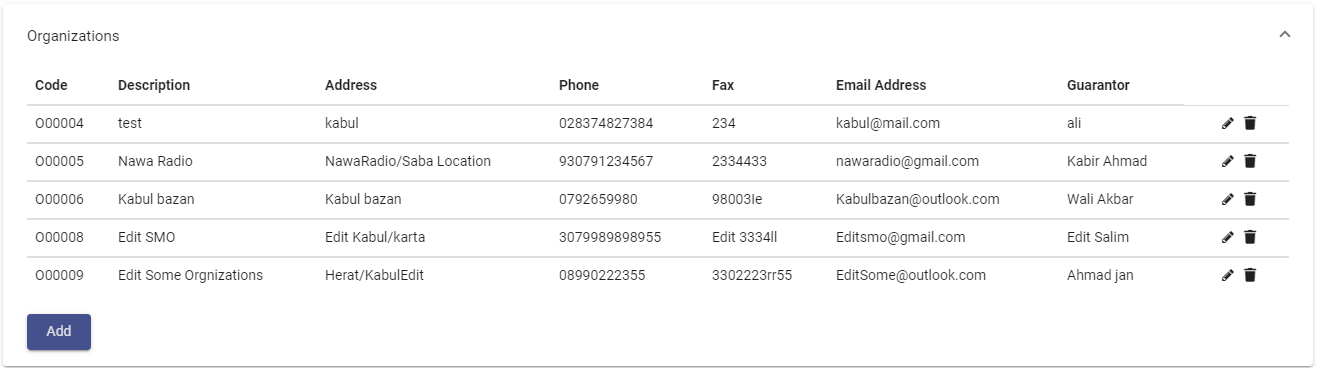 Organizations
Code Description Address Phone Fax Email Address Guarantor
O00004 test kabul 028374827384 234 kabul@mail.com ali
O00005 Nawa Radio NawaRadio/Saba Location 930791234567 2334433 nawaradio@gmail.com Kabir Ahmad
O00006 Kabul bazan Kabul bazan 0792659980 98003Ie Kabulbazan@outlook.com Wali Akbar
O00008 Edit SMO Edit Kabul/karta 3079989898955 Edit 3334ll Editsmo@gmail.com Edit Salim
O00009 Edit Some Orgnizations Herat/KabulEdit 08990222355 3302223rr55 EditSome@outlook.com Ahmad jan
Add